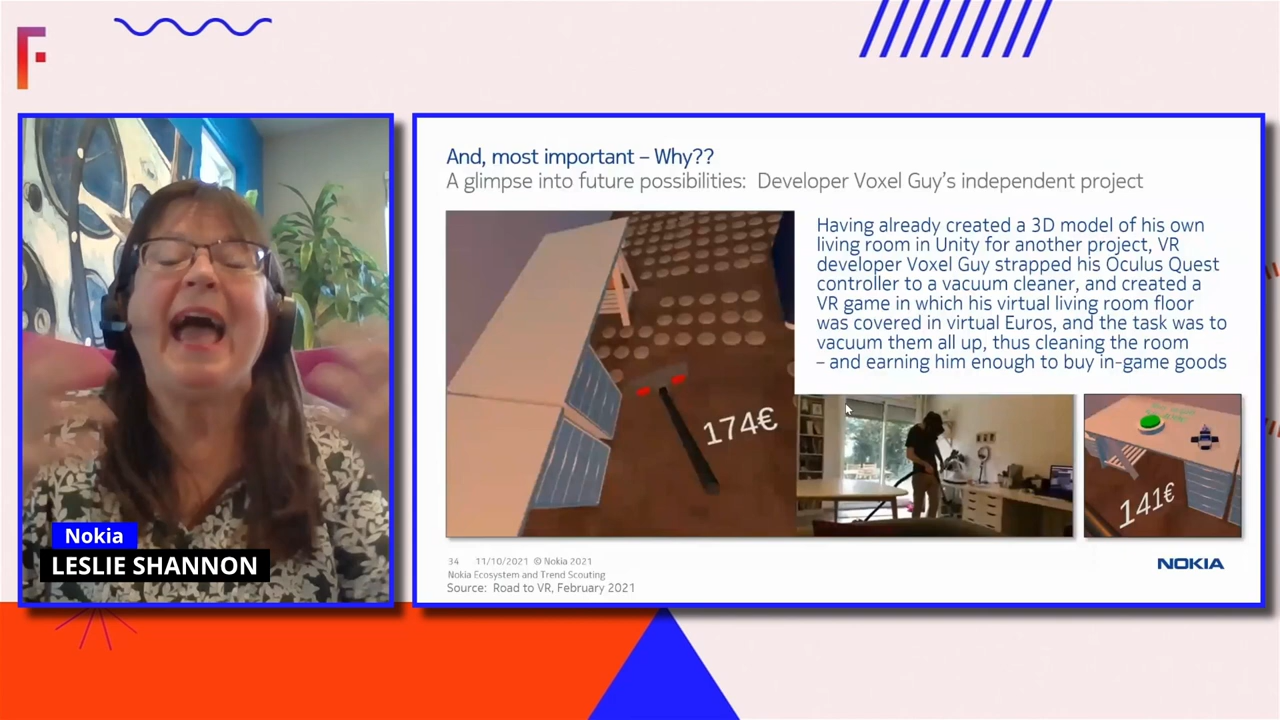 F
Nokia
LESLIE SHANNON
And, most important – Why??
A glimpse into future possibilities: Developer Voxel Guy's independent project
Having already created a 3D model of his own
living room in Unity for another project, VR
developer Voxel Guy strapped his Oculus Quest
controller to a vacuum cleaner, and created a
VR game in which his virtual living room floor
was covered in virtual Euros, and the task was to
vacuum them all up, thus cleaning the room
– and earning him enough to buy in-game goods
174€
141€
34 11/10/2021 © Nokia 2021
Nokia Ecosystem and Trend Scouting
Source: Road to VR, February 2021
NOKIA